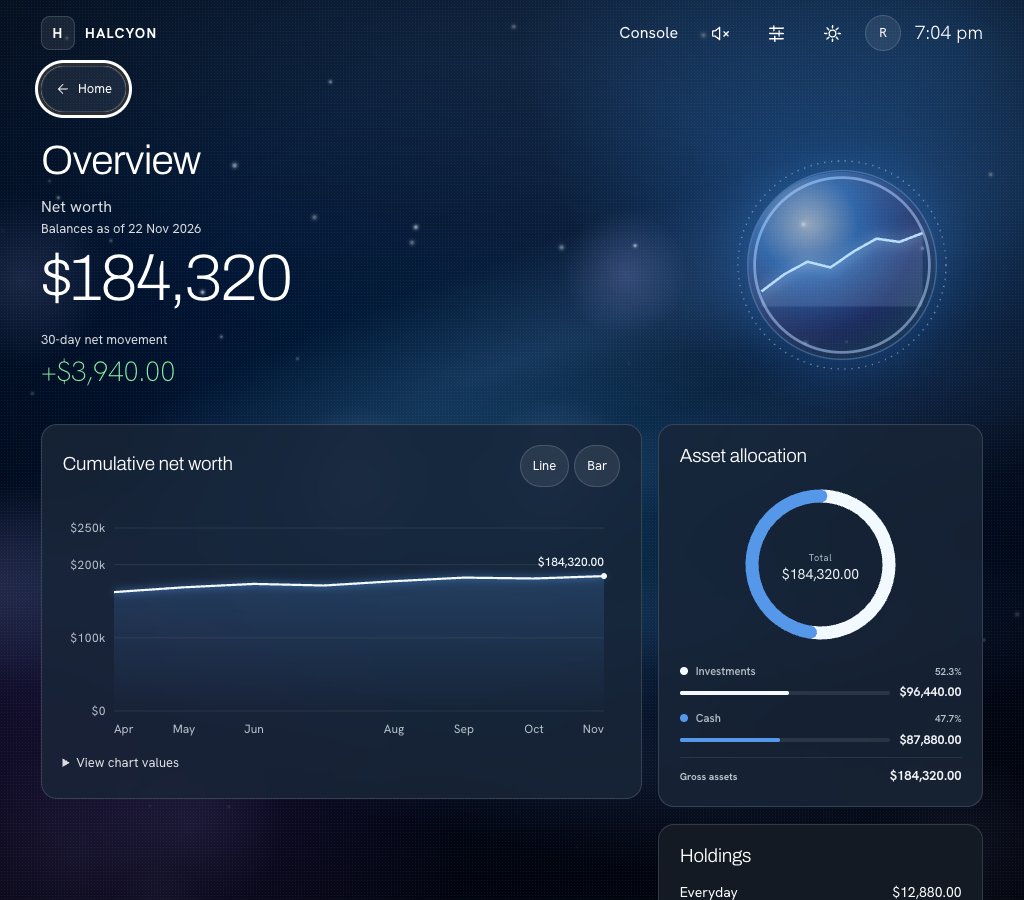 H HALCYON
Console
R
7:04 pm
← Home
Overview
Net worth
Balances as of 22 Nov 2026
$184,320
30-day net movement
+$3,940.00
Cumulative net worth
Line
Bar
$250k
$200k
$100k
$0
$184,320.00
Apr May Jun Aug Sep Oct Nov
View chart values
Asset allocation
Total
$184,320.00
Investments 52.3%
$96,440.00
Cash 47.7%
$87,880.00
Gross assets $184,320.00
Holdings
Everyday $12,880.00